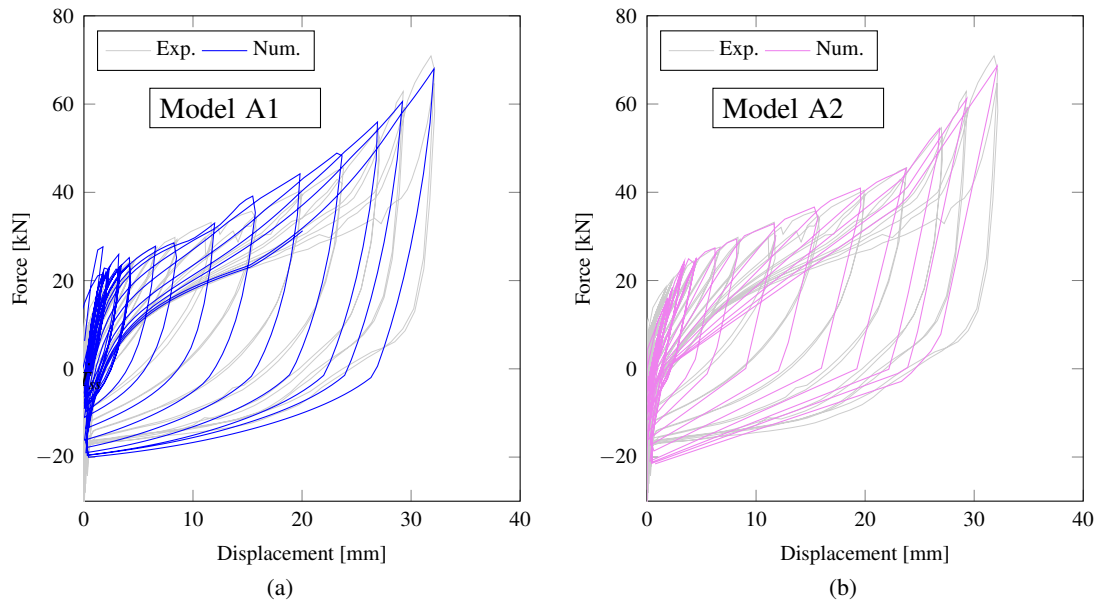 80
60
40
20
0
−20
0 10 20 30 40
Force [kN]
Displacement [mm]
Exp. Num.
Model A1
(a)
80
60
40
20
0
−20
0 10 20 30 40
Force [kN]
Displacement [mm]
Exp. Num.
Model A2
(b)